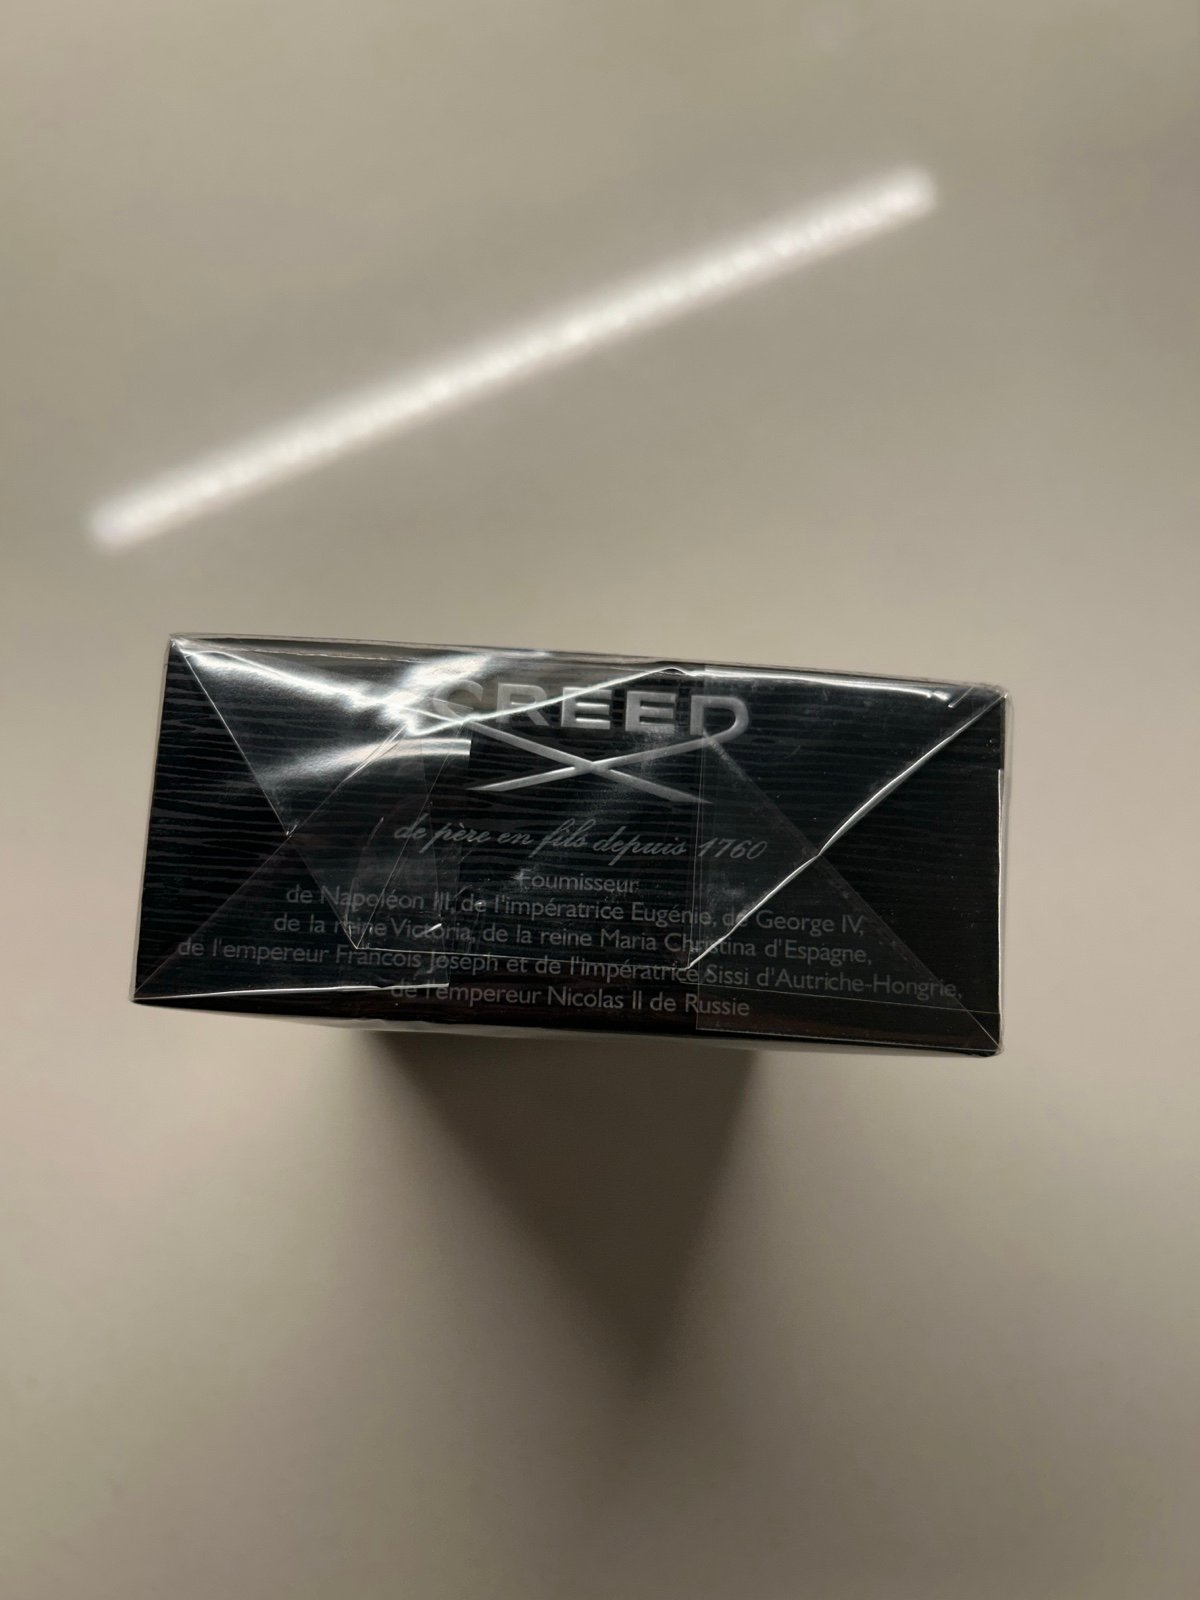 CREED
de père en fils depuis 1760
Fournisseur
de Napoléon III, de l'impératrice Eugénie, de George IV,
de la reine Victoria, de la reine Maria Christina d'Espagne,
de l'empereur François Joseph et de l'impératrice Sissi d'Autriche-Hongrie,
de l'empereur Nicolas II de Russie